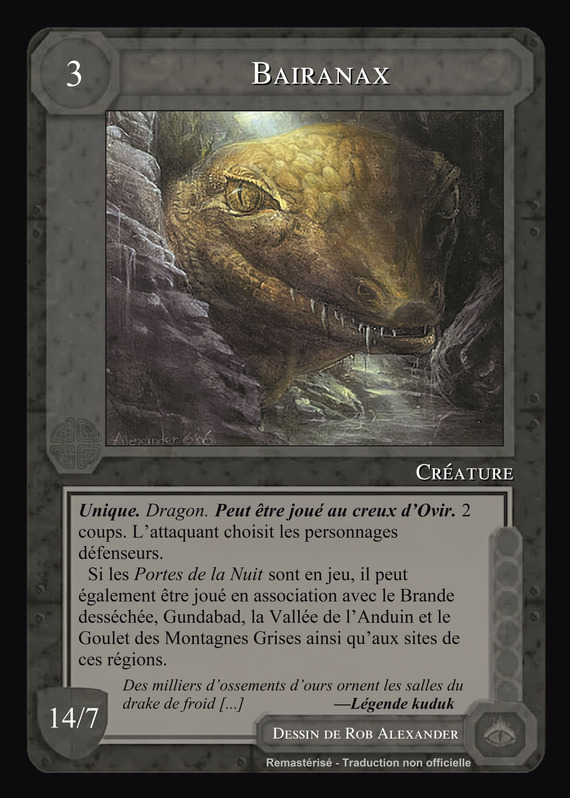 3
BAIRANAX
Alexander © '96
CRÉATURE
Unique. Dragon. Peut être joué au creux d'Ovir. 2
coups. L'attaquant choisit les personnages
défenseurs.
Si les Portes de la Nuit sont en jeu, il peut
également être joué en association avec le Brande
desséchée, Gundabad, la Vallée de l'Anduin et le
Goulet des Montagnes Grises ainsi qu'aux sites de
ces régions.
Des milliers d'ossements d'ours ornent les salles du
drake de froid [...] —Légende kuduk
14/7
DESSIN DE ROB ALEXANDER
Remastérisé - Traduction non officielle